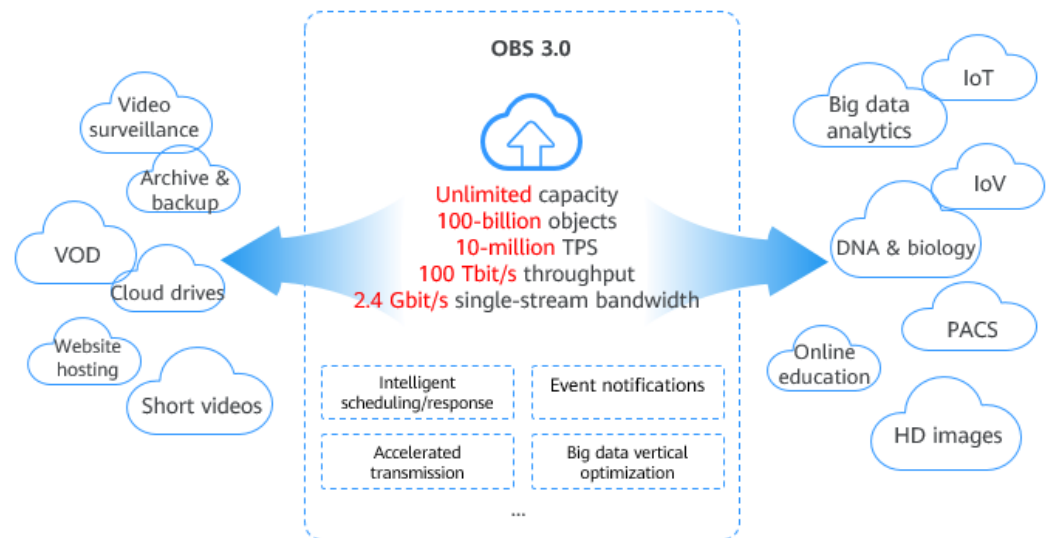 Video
surveillance
Archive &
backup
VOD
Cloud drives
Website
hosting
Short videos
OBS 3.0
Unlimited capacity
100-billion objects
10-million TPS
100 Tbit/s throughput
2.4 Gbit/s single-stream bandwidth
Intelligent
scheduling/response
Event notifications
Accelerated
transmission
Big data vertical
optimization
...
IoT
Big data
analytics
IoV
DNA & biology
PACS
Online
education
HD images